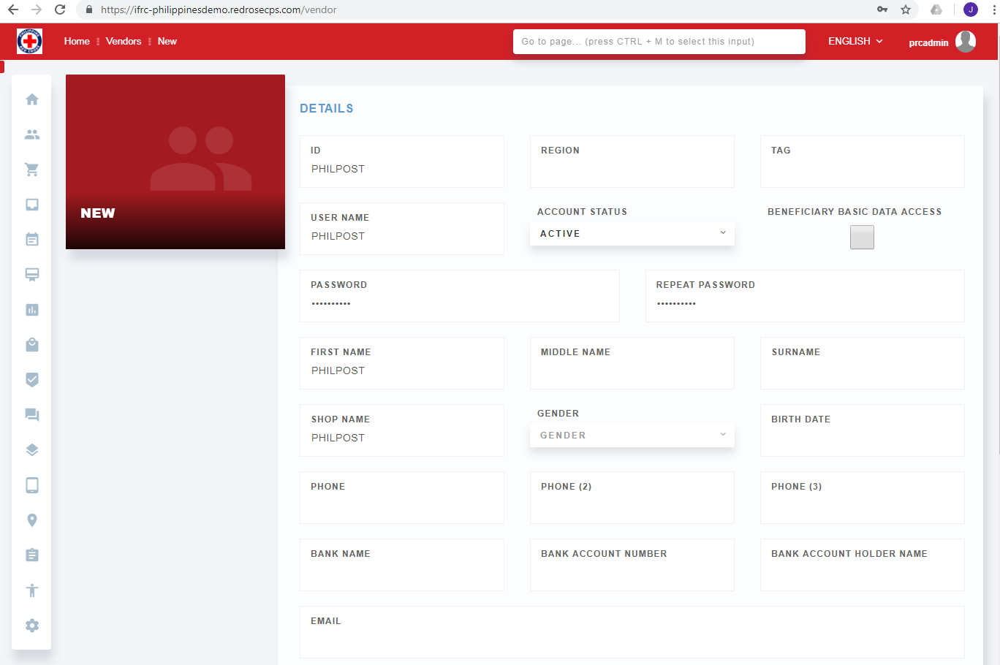 https://ifrc-philippinesdemo.redrosecps.com/vendor
J
PHILIPPINE
RED CROSS
Home Vendors New
Go to page... (press CTRL + M to select this input)
ENGLISH
prcadmin
NEW
DETAILS
ID
PHILPOST
REGION
TAG
USER NAME
PHILPOST
ACCOUNT STATUS
ACTIVE
BENEFICIARY BASIC DATA ACCESS
PASSWORD
••••••••••
REPEAT PASSWORD
••••••••••
FIRST NAME
PHILPOST
MIDDLE NAME
SURNAME
SHOP NAME
PHILPOST
GENDER
GENDER
BIRTH DATE
PHONE
PHONE (2)
PHONE (3)
BANK NAME
BANK ACCOUNT NUMBER
BANK ACCOUNT HOLDER NAME
EMAIL